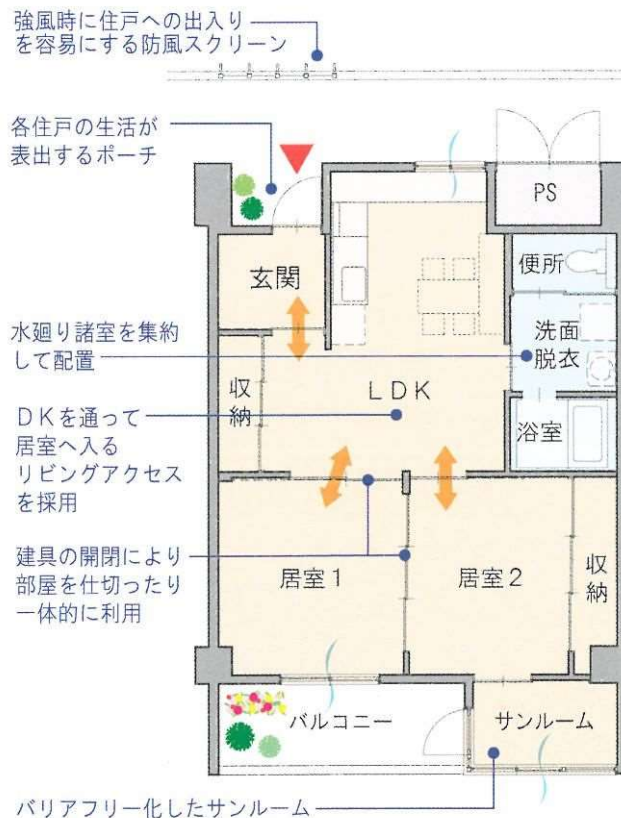 強風時に住戸への出入り
を容易にする防風スクリーン
各住戸の生活が
表出するポーチ
PS
玄関
便所
水廻り諸室を集約
して配置
洗面
脱衣
収納
LDK
浴室
DKを通って
居室へ入る
リビングアクセス
を採用
建具の開閉により
部屋を仕切ったり
一体的に利用
居室1
居室2
収納
バルコニー
サンルーム
バリアフリー化したサンルーム